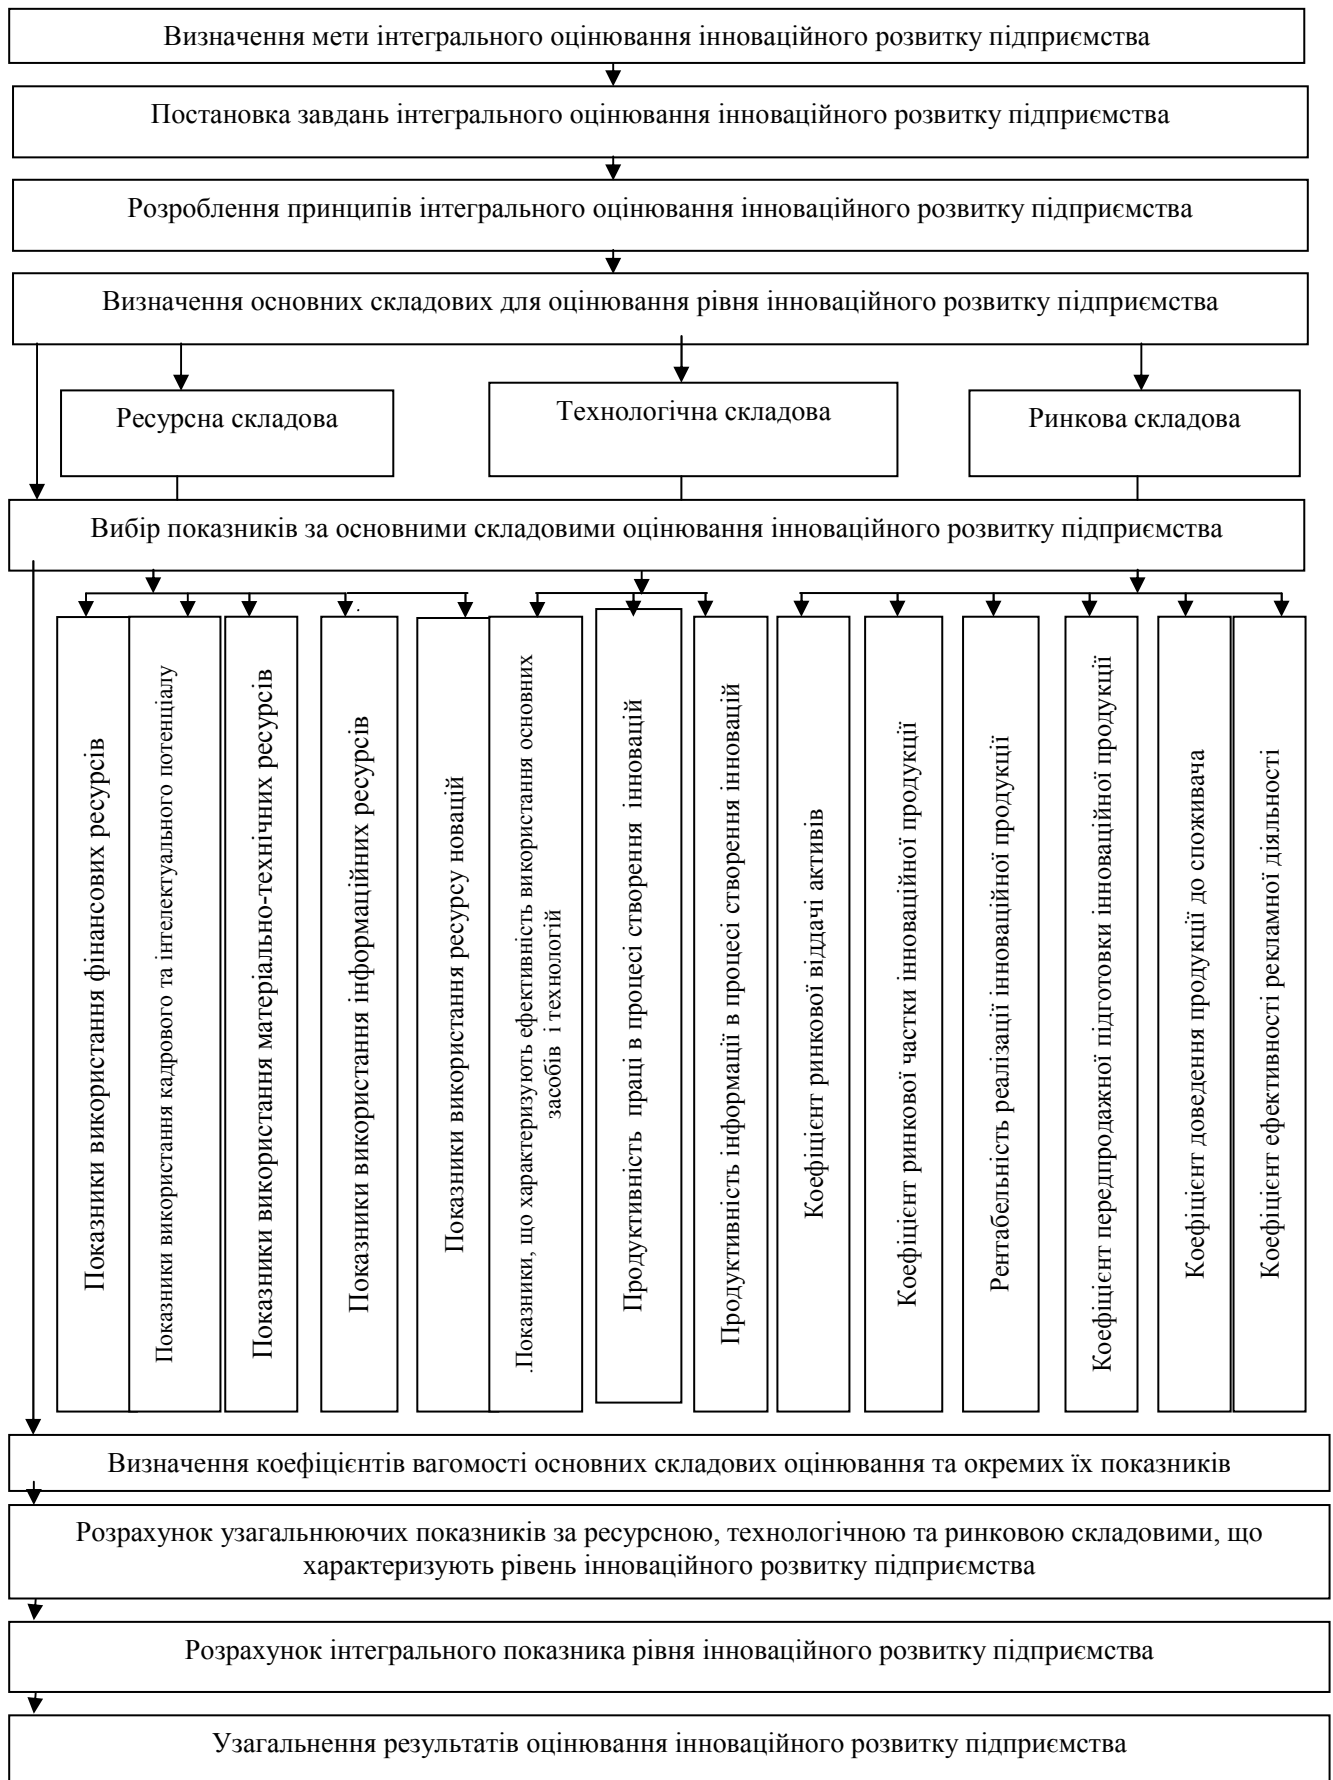 Визначення мети інтегрального оцінювання інноваційного розвитку підприємства
Постановка завдань інтегрального оцінювання інноваційного розвитку підприємства
Розроблення принципів інтегрального оцінювання інноваційного розвитку підприємства
Визначення основних складових для оцінювання рівня інноваційного розвитку підприємства
Ресурсна складова
Технологічна складова
Ринкова складова
Вибір показників за основними складовими оцінювання інноваційного розвитку підприємства
Показники використання фінансових ресурсів
Показники використання кадрового та інтелектуального потенціалу
Показники використання матеріально-технічних ресурсів
Показники використання інформаційних ресурсів
Показники використання ресурсу новацій
.Показники, що характеризують ефективність використання основних
засобів і технологій
Продуктивність праці в процесі створення інновацій
Продуктивність інформації в процесі створення інновацій
Коефіцієнт ринкової віддачі активів
Коефіцієнт ринкової частки інноваційної продукції
Рентабельність реалізації інноваційної продукції
Коефіцієнт передпродажної підготовки інноваційної продукції
Коефіцієнт доведення продукції до споживача
Коефіцієнт ефективності рекламної діяльності
Визначення коефіцієнтів вагомості основних складових оцінювання та окремих їх показників
Розрахунок узагальнюючих показників за ресурсною, технологічною та ринковою складовими, що
характеризують рівень інноваційного розвитку підприємства
Розрахунок інтегрального показника рівня інноваційного розвитку підприємства
Узагальнення результатів оцінювання інноваційного розвитку підприємства